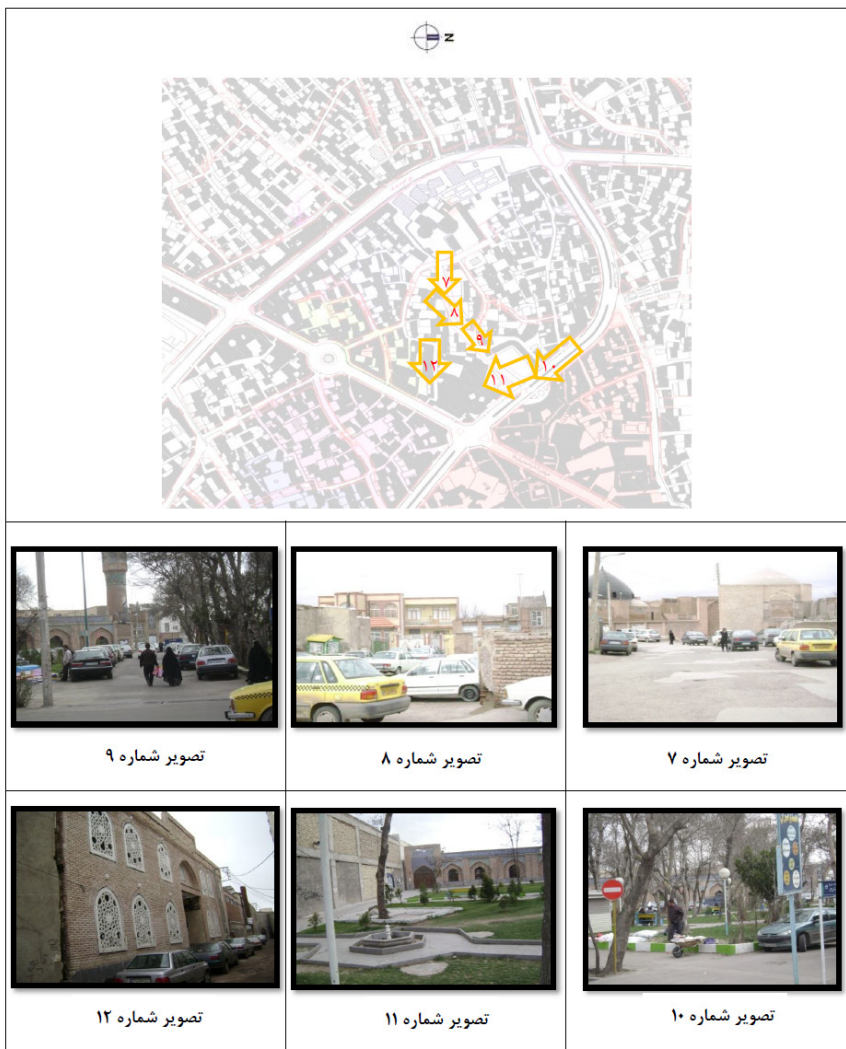 N
۷
۸
۹
۱۰
۱۱
۱۲
تصویر شماره ۷
تصویر شماره ۸
تصویر شماره ۹
تصویر شماره ۱۰
تصویر شماره ۱۱
تصویر شماره ۱۲